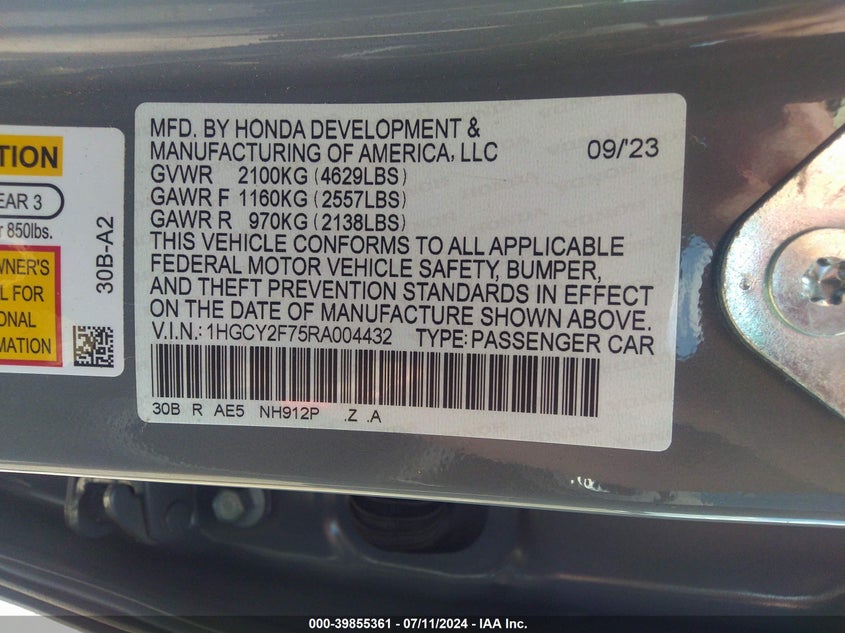 TION
EAR 3
r 850lbs.
WNER'S
L FOR
ONAL
MATION
30B-A2
MFD. BY HONDA DEVELOPMENT &
MANUFACTURING OF AMERICA, LLC 09/'23
GVWR 2100KG (4629LBS)
GAWR F 1160KG (2557LBS)
GAWR R 970KG (2138LBS)
THIS VEHICLE CONFORMS TO ALL APPLICABLE
FEDERAL MOTOR VEHICLE SAFETY, BUMPER,
AND THEFT PREVENTION STANDARDS IN EFFECT
ON THE DATE OF MANUFACTURE SHOWN ABOVE.
V.I.N.: 1HGCY2F75RA004432 TYPE: PASSENGER CAR
30B R AE5 NH912P .Z .A
000-39855361 - 07/11/2024 - IAA Inc.